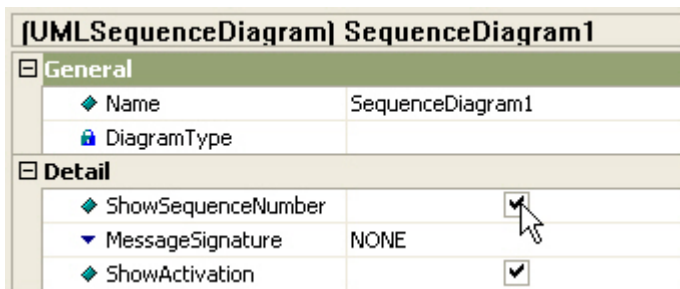 (UMLSequenceDiagram) SequenceDiagram1
General
Name SequenceDiagram1
DiagramType
Detail
ShowSequenceNumber
MessageSignature NONE
ShowActivation